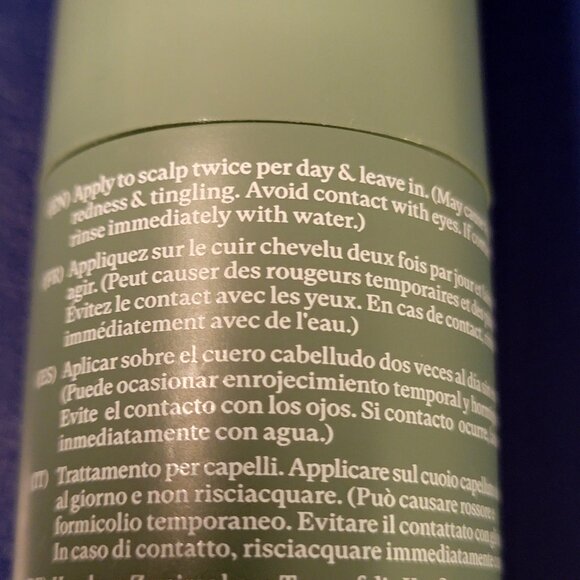 (EN) Apply to scalp twice per day & leave in. (May cause
redness & tingling. Avoid contact with eyes. If
rinse immediately with water.)
(FR) Appliquez sur le cuir chevelu deux fois par jour et
agir. (Peut causer des rougeurs temporaires et des
Évitez le contact avec les yeux. En cas de contact,
immédiatement avec de l'eau.)
(ES) Aplicar sobre el cuero cabelludo dos veces al día
(Puede ocasionar enrojecimiento temporal y
Evite el contacto con los ojos. Si contacto ocurre,
inmediatamente con agua.)
(IT) Trattamento per capelli. Applicare sul cuoio
al giorno e non risciacquare. (Può causare rossore
formicolio temporaneo. Evitare il contattato con
In caso di contatto, risciacquare immediatamente